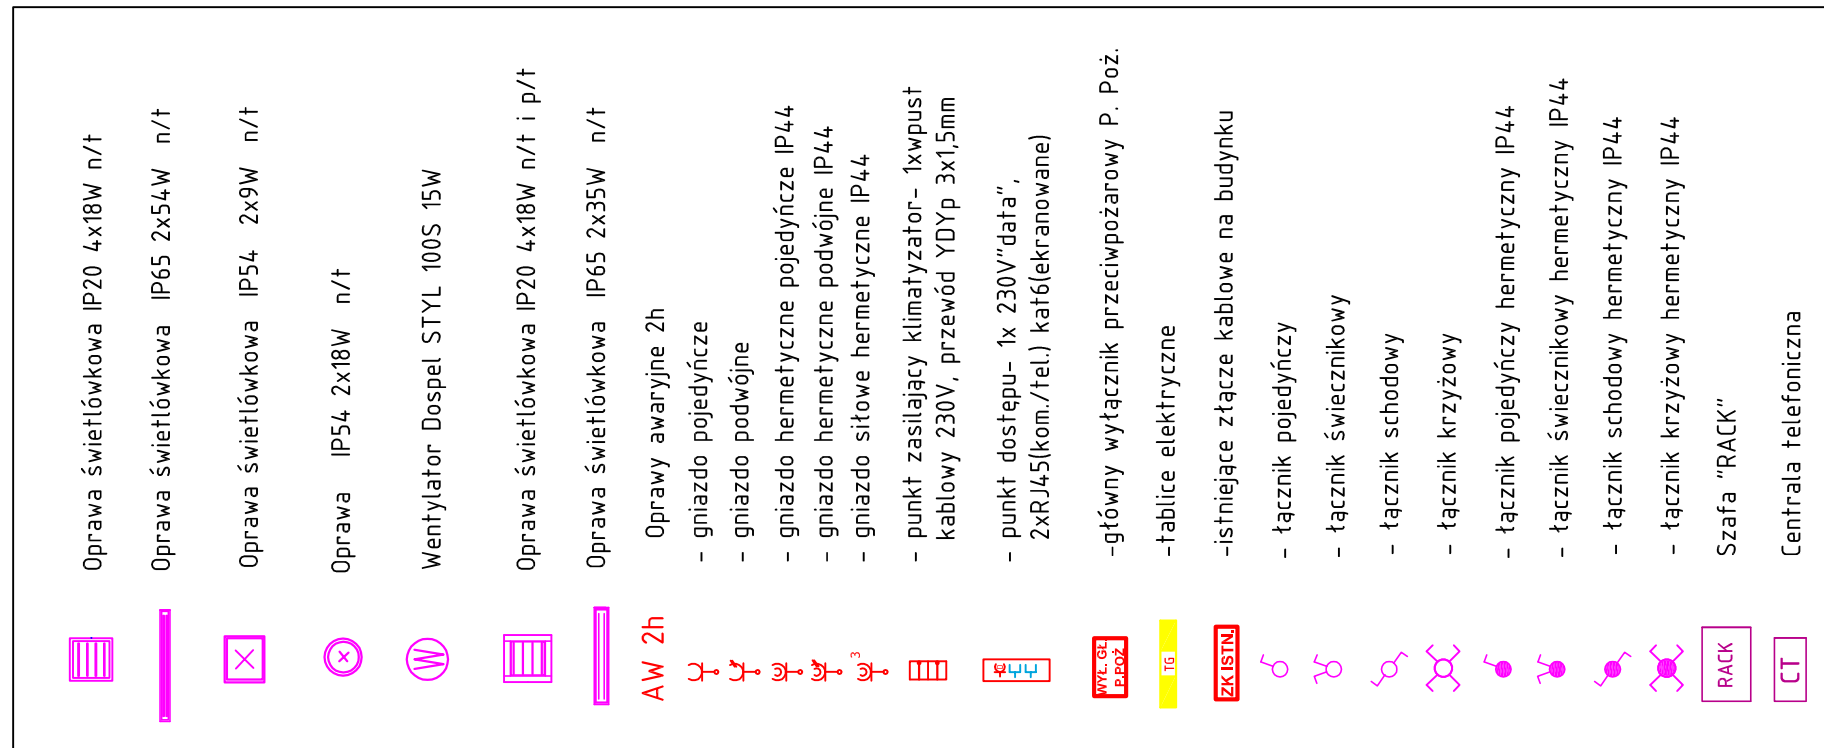 Oprawa świetlówkowa IP20 4x18W n/t
Oprawa świetlówkowa IP65 2x54W n/t
Oprawa świetlówkowa IP54 2x9W n/t
Oprawa IP54 2x18W n/t
W Wentylator Dospel STYL 100S 15W
Oprawa świetlówkowa IP20 4x18W n/t i p/t
Oprawa świetlówkowa IP65 2x35W n/t
AW 2h Oprawy awaryjne 2h
- gniazdo pojedyńcze
- gniazdo podwójne
- gniazdo hermetyczne pojedyńcze IP44
- gniazdo hermetyczne podwójne IP44
3 - gniazdo siłowe hermetyczne IP44
- punkt zasilający klimatyzator- 1xwpust
kablowy 230V, przewód YDYp 3x1,5mm
- punkt dostępu- 1x 230V"data",
2xRJ45(kom./tel.) kat6(ekranowane)
WYŁ. GŁ.
P.POŻ
-główny wyłącznik przeciwpożarowy P. Poż.
TG -tablice elektryczne
ZK ISTN. -istniejące złącze kablowe na budynku
- łącznik pojedyńczy
- łącznik świecznikowy
- łącznik schodowy
- łącznik krzyżowy
- łącznik pojedyńczy hermetyczny IP44
- łącznik świecznikowy hermetyczny IP44
- łącznik schodowy hermetyczny IP44
- łącznik krzyżowy hermetyczny IP44
RACK Szafa "RACK"
CT Centrala telefoniczna